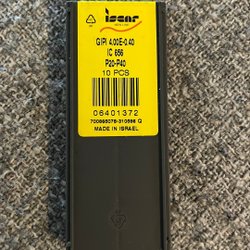 iscar
GIPI 4.00E-0.40
IC 656
P20-P40
10 PCS
06401372
MADE IN ISRAEL